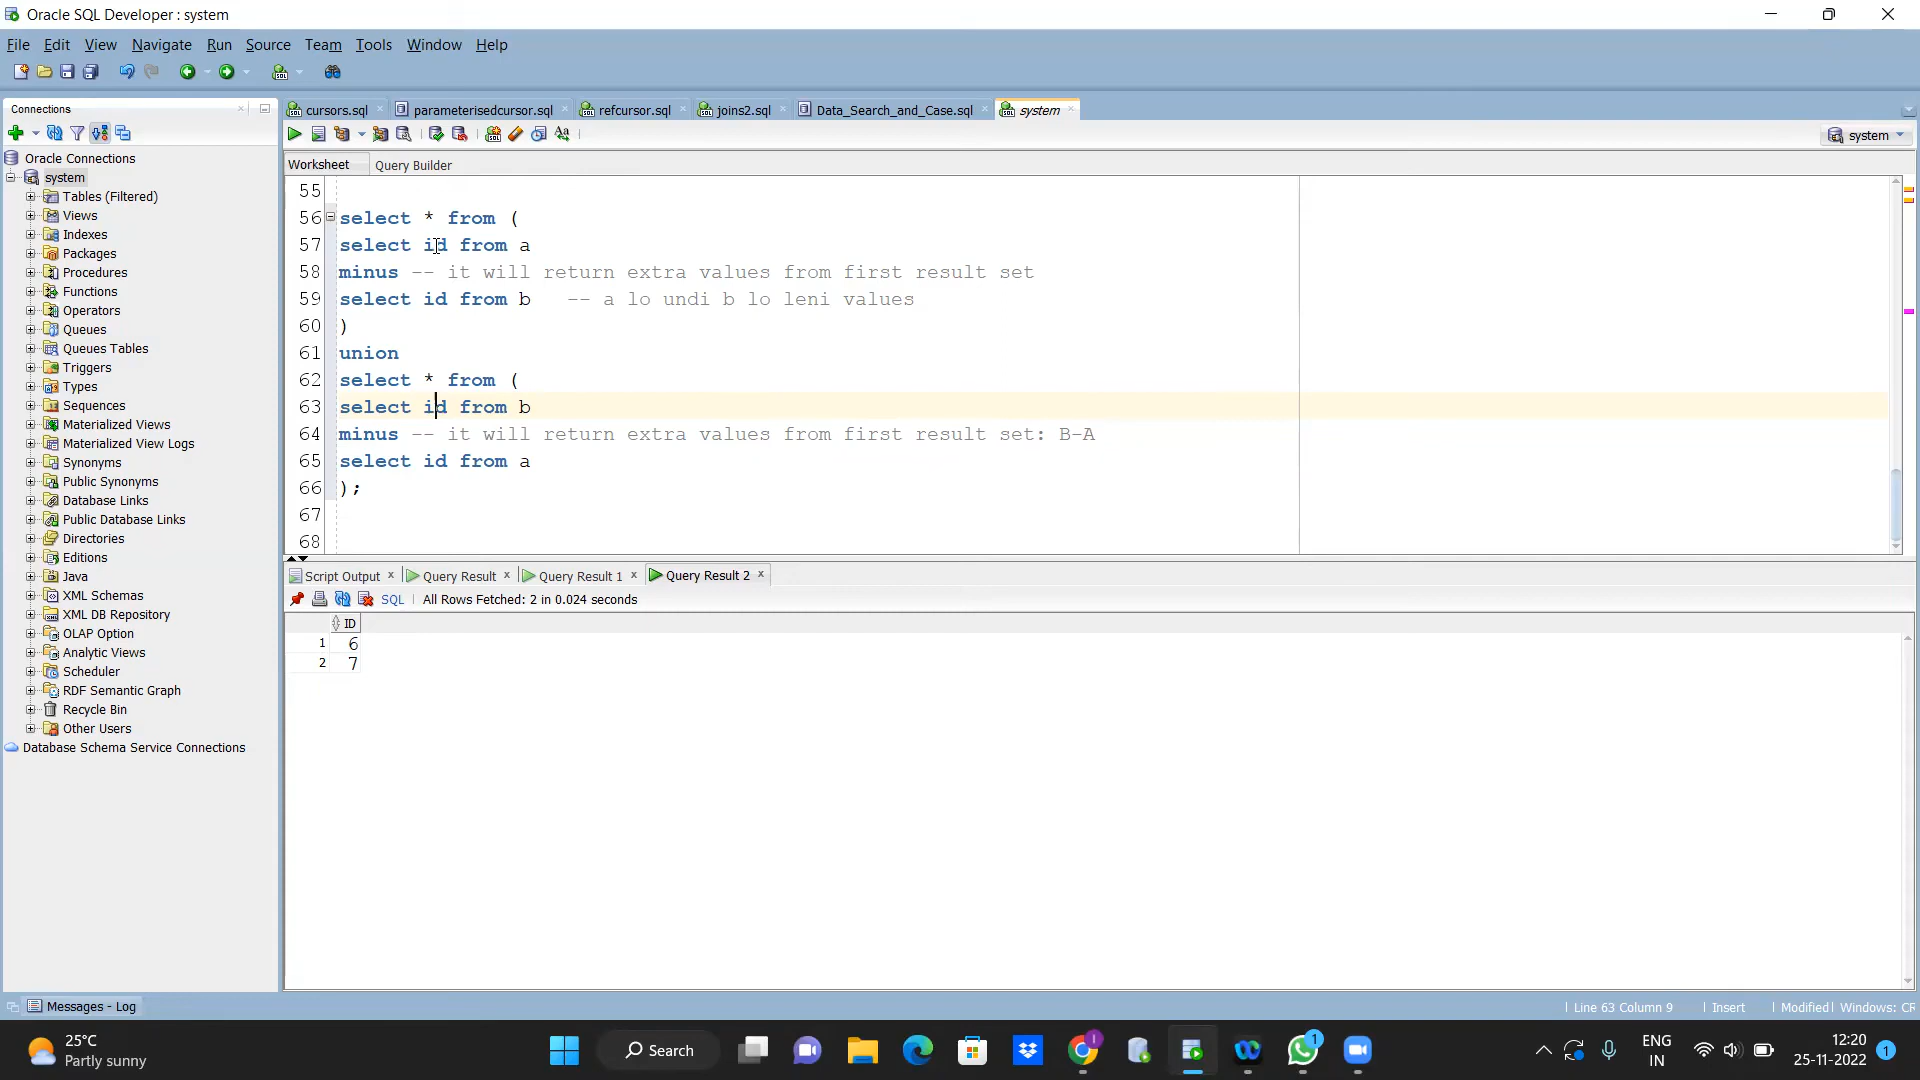 Oracle SQL Developer : system
File Edit View Navigate Run Source Team Tools Window Help
Connections
cursors.sql parameterisedcursor.sql refcursor.sql joins2.sql Data_Search_and_Case.sql system
system
Worksheet Query Builder
Oracle Connections
system
Tables (Filtered)
Views
Indexes
Packages
Procedures
Functions
Operators
Queues
Queues Tables
Triggers
Types
Sequences
Materialized Views
Materialized View Logs
Synonyms
Public Synonyms
Database Links
Public Database Links
Directories
Editions
Java
XML Schemas
XML DB Repository
OLAP Option
Analytic Views
Scheduler
RDF Semantic Graph
Recycle Bin
Other Users
Database Schema Service Connections
55
56 select * from (
57 select id from a
58 minus -- it will return extra values from first result set
59 select id from b -- a lo undi b lo leni values
60 )
61 union
62 select * from (
63 select id from b
64 minus -- it will return extra values from first result set: B-A
65 select id from a
66 );
67
68
Script Output Query Result Query Result 1 Query Result 2
SQL All Rows Fetched: 2 in 0.024 seconds
ID
1 6
2 7
Messages - Log
Line 63 Column 9 Insert Modified Windows: CR
25°C
Partly sunny
Search
1
1
ENG
IN
12:20
25-11-2022
1